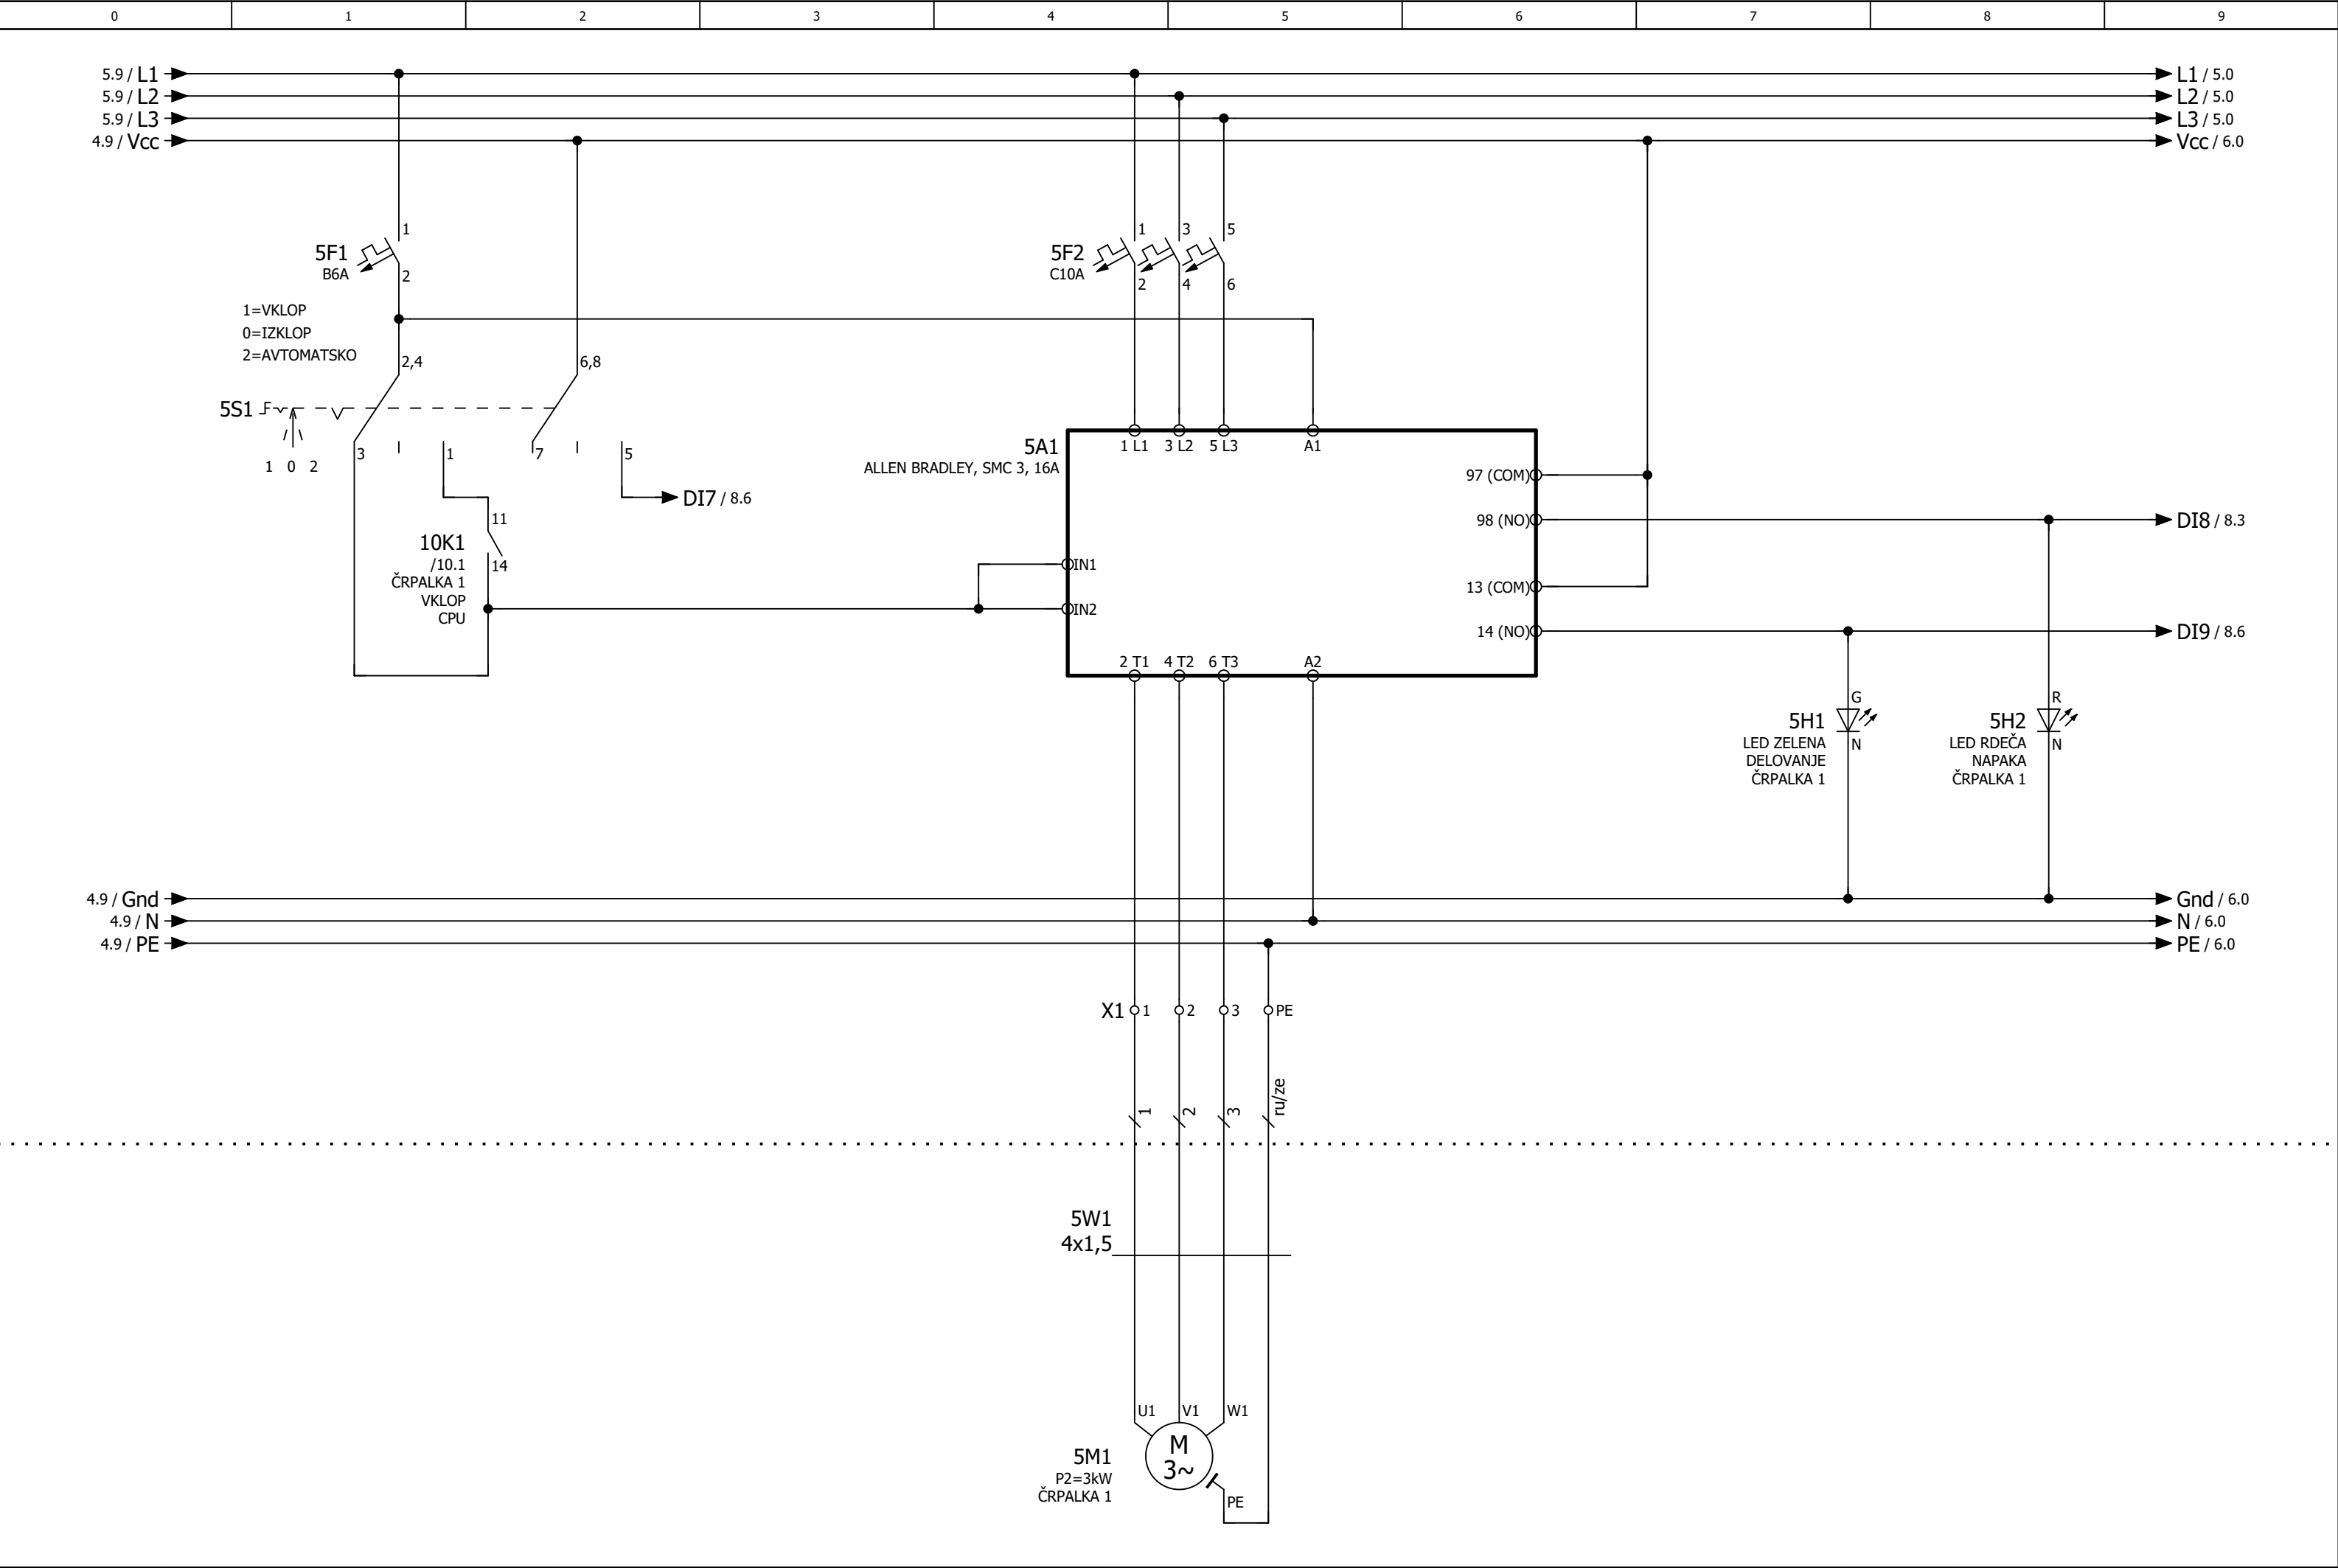 0 1 2 3 4 5 6 7 8 9
5.9 / L1
L1 / 5.0
5.9 / L2
L2 / 5.0
5.9 / L3
L3 / 5.0
4.9 / Vcc
Vcc / 6.0
5F1
B6A
1
2
5F2
C10A
1 3 5
2 4 6
1=VKLOP
0=IZKLOP
2=AVTOMATSKO
2,4
6,8
5S1
1 0 2
3
1
7
5
DI7 / 8.6
10K1
/10.1
ČRPALKA 1
VKLOP
CPU
11
14
5A1
ALLEN BRADLEY, SMC 3, 16A
1 L1 3 L2 5 L3 A1
97 (COM)
98 (NO)
13 (COM)
14 (NO)
IN1
IN2
2 T1 4 T2 6 T3 A2
DI8 / 8.3
DI9 / 8.6
5H1
LED ZELENA
DELOVANJE
ČRPALKA 1
G
N
5H2
LED RDEČA
NAPAKA
ČRPALKA 1
R
N
4.9 / Gnd
Gnd / 6.0
4.9 / N
N / 6.0
4.9 / PE
PE / 6.0
X1 1 2 3 PE
1 2 3 ru/ze
5W1
4x1,5
U1 V1 W1
M
3~
5M1
P2=3kW
ČRPALKA 1
PE